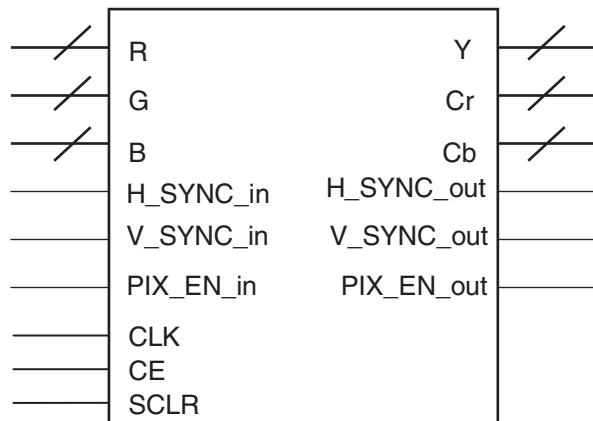 R Y
G Cr
B Cb
H_SYNC_in H_SYNC_out
V_SYNC_in V_SYNC_out
PIX_EN_in PIX_EN_out
CLK
CE
SCLR